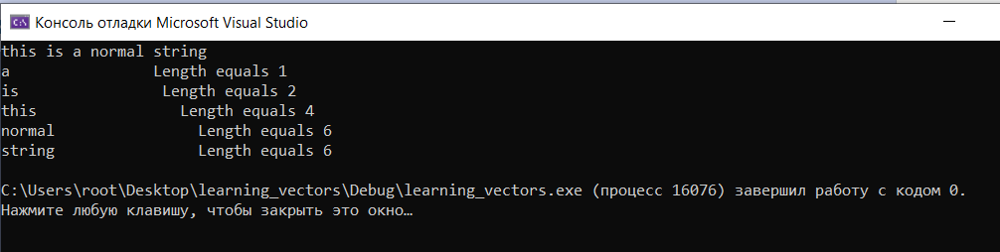 Консоль отладки Microsoft Visual Studio
this is a normal string
a                Length equals 1
is                Length equals 2
this                Length equals 4
normal                Length equals 6
string                Length equals 6
C:\Users\root\Desktop\learning_vectors\Debug\learning_vectors.exe (процесс 16076) завершил работу с кодом 0.
Нажмите любую клавишу, чтобы закрыть это окно…